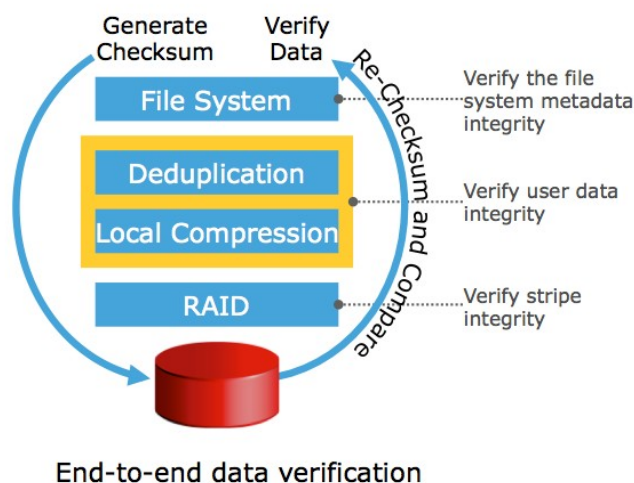 Generate
Checksum
Verify
Data
File System
Deduplication
Local Compression
RAID
Re-Checksum and Compare
Verify the file
system metadata
integrity
Verify user data
integrity
Verify stripe
integrity
End-to-end data verification